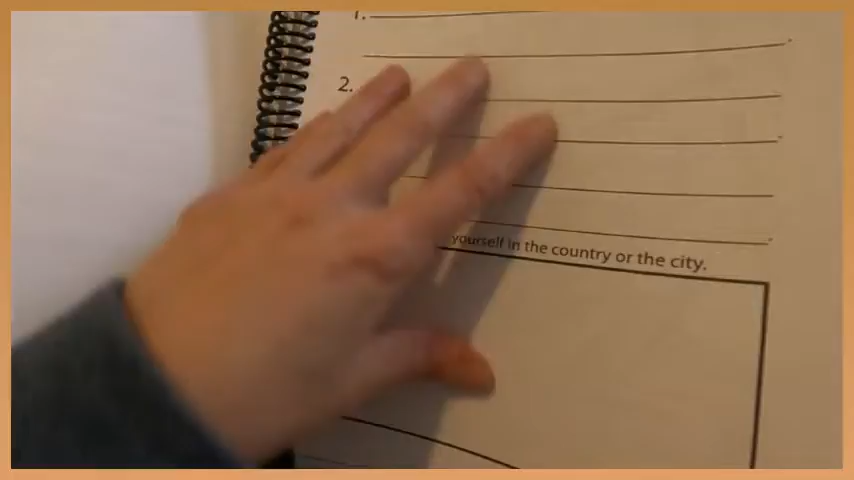 1.
2.
yourself in the country or the city.